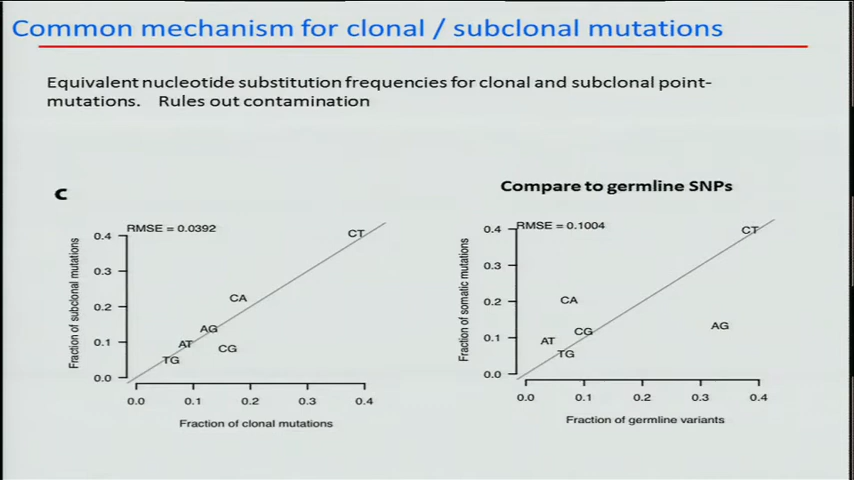 Common mechanism for clonal / subclonal mutations
Equivalent nucleotide substitution frequencies for clonal and subclonal point-
mutations. Rules out contamination
c
RMSE = 0.0392
Fraction of subclonal mutations
0.4
0.3
0.2
0.1
0.0
CT
CA
AG
AT
CG
TG
0.0 0.1 0.2 0.3 0.4
Fraction of clonal mutations
Compare to germline SNPs
RMSE = 0.1004
Fraction of somatic mutations
0.4
0.3
0.2
0.1
0.0
CT
CA
AG
CG
AT
TG
0.0 0.1 0.2 0.3 0.4
Fraction of germline variants